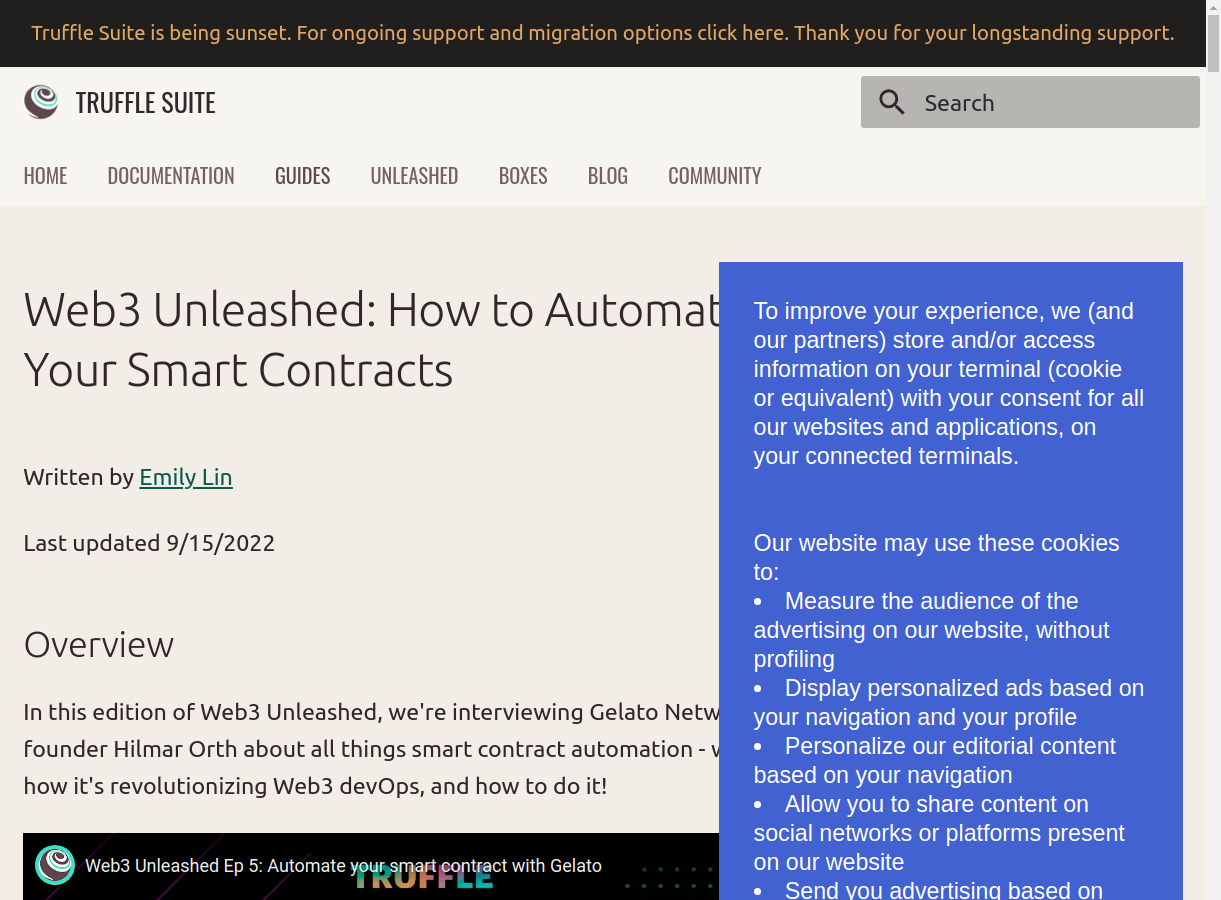 Truffle Suite is being sunset. For ongoing support and migration options click here. Thank you for your longstanding support.
TRUFFLE SUITE
Search
HOME
DOCUMENTATION
GUIDES
UNLEASHED
BOXES
BLOG
COMMUNITY
Web3 Unleashed: How to Automat
Your Smart Contracts
Written by Emily Lin
Last updated 9/15/2022
Overview
In this edition of Web3 Unleashed, we're interviewing Gelato Netw
founder Hilmar Orth about all things smart contract automation -
how it's revolutionizing Web3 devOps, and how to do it!
Web3 Unleashed Ep 5: Automate your smart contract with Gelato
TRUFFLE
To improve your experience, we (and
our partners) store and/or access
information on your terminal (cookie
or equivalent) with your consent for all
our websites and applications, on
your connected terminals.
Our website may use these cookies
to:
• Measure the audience of the
advertising on our website, without
profiling
• Display personalized ads based on
your navigation and your profile
• Personalize our editorial content
based on your navigation
• Allow you to share content on
social networks or platforms present
on our website
• Send you advertising based on